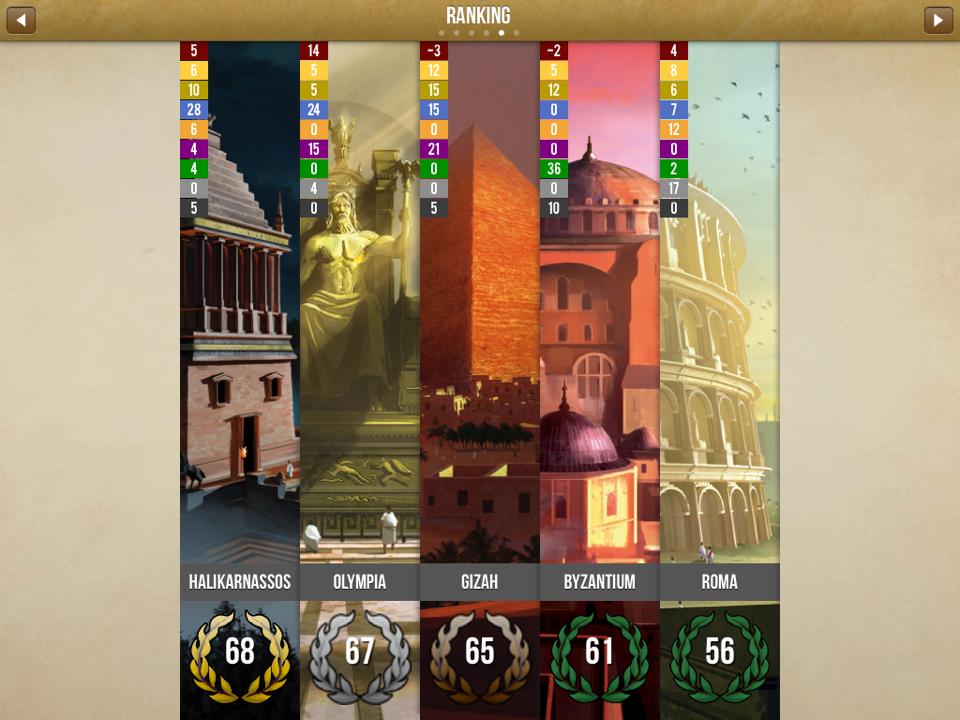 RANKING
5 14 -3 -2 4
6 5 12 5 8
10 5 15 12 6
28 24 15 0 7
6 0 0 0 12
4 15 21 0 0
4 0 0 36 2
0 4 0 0 17
5 0 5 10 0
HALIKARNASSOS OLYMPIA GIZAH BYZANTIUM ROMA
68 67 65 61 56